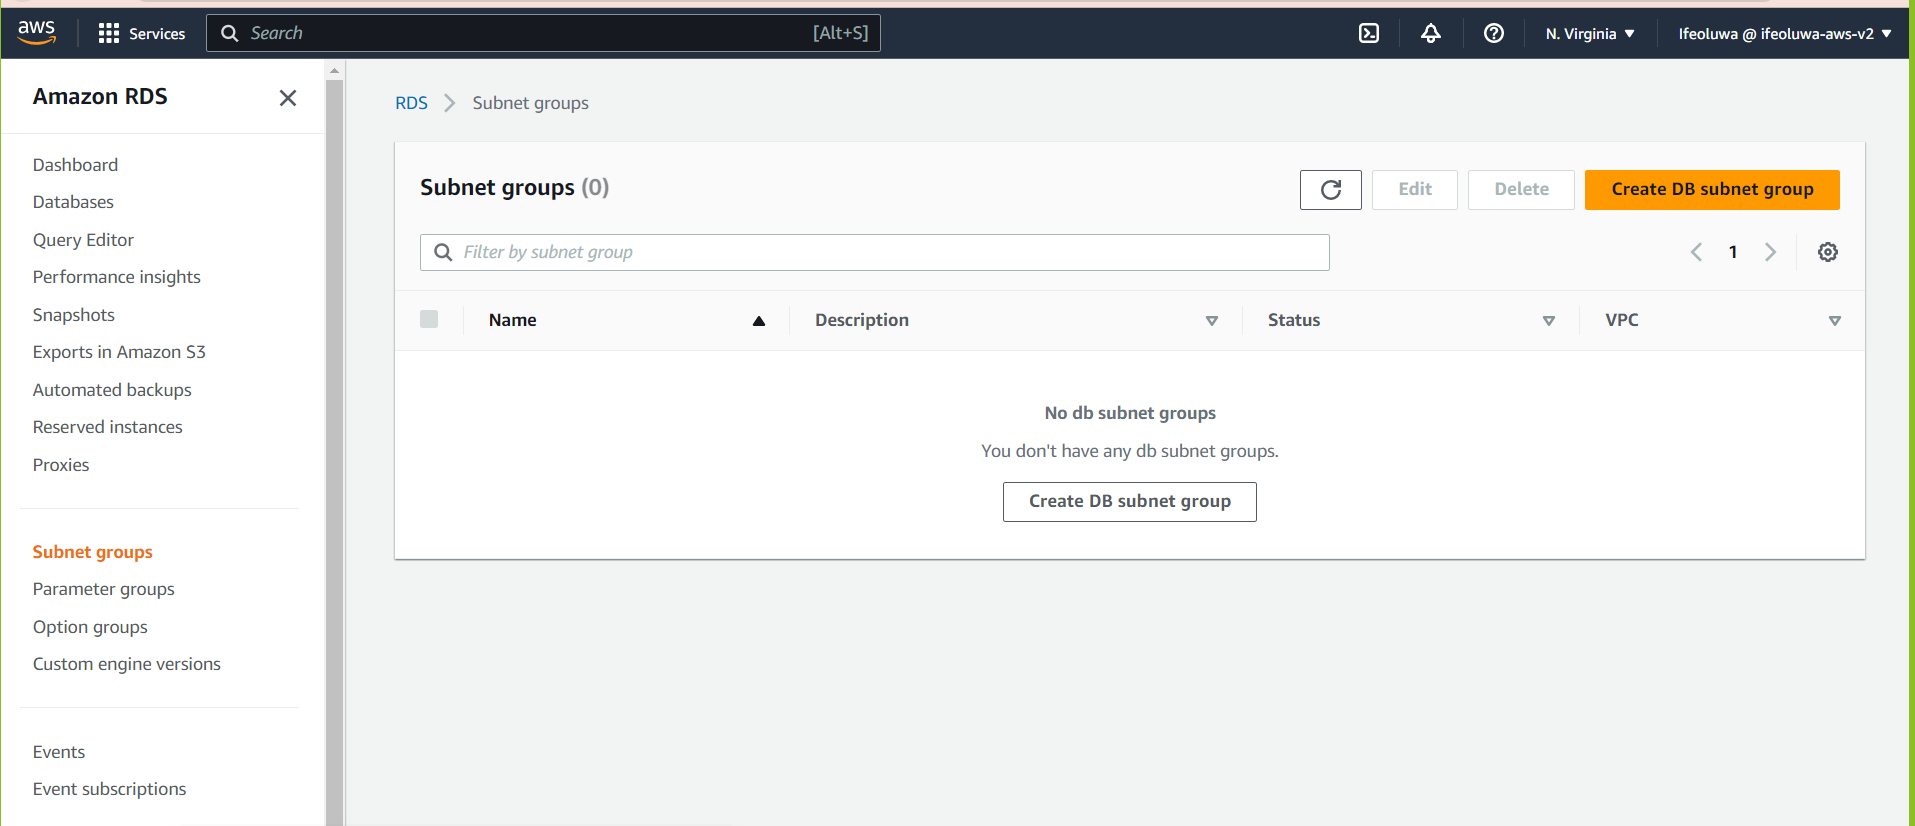 aws
Services
Search
[Alt+S]
N. Virginia
Ifeoluwa @ ifeoluwa-aws-v2
Amazon RDS
Dashboard
Databases
Query Editor
Performance insights
Snapshots
Exports in Amazon S3
Automated backups
Reserved instances
Proxies
Subnet groups
Parameter groups
Option groups
Custom engine versions
Events
Event subscriptions
RDS > Subnet groups
Subnet groups (0)
Edit
Delete
Create DB subnet group
Filter by subnet group
1
Name
Description
Status
VPC
No db subnet groups
You don't have any db subnet groups.
Create DB subnet group